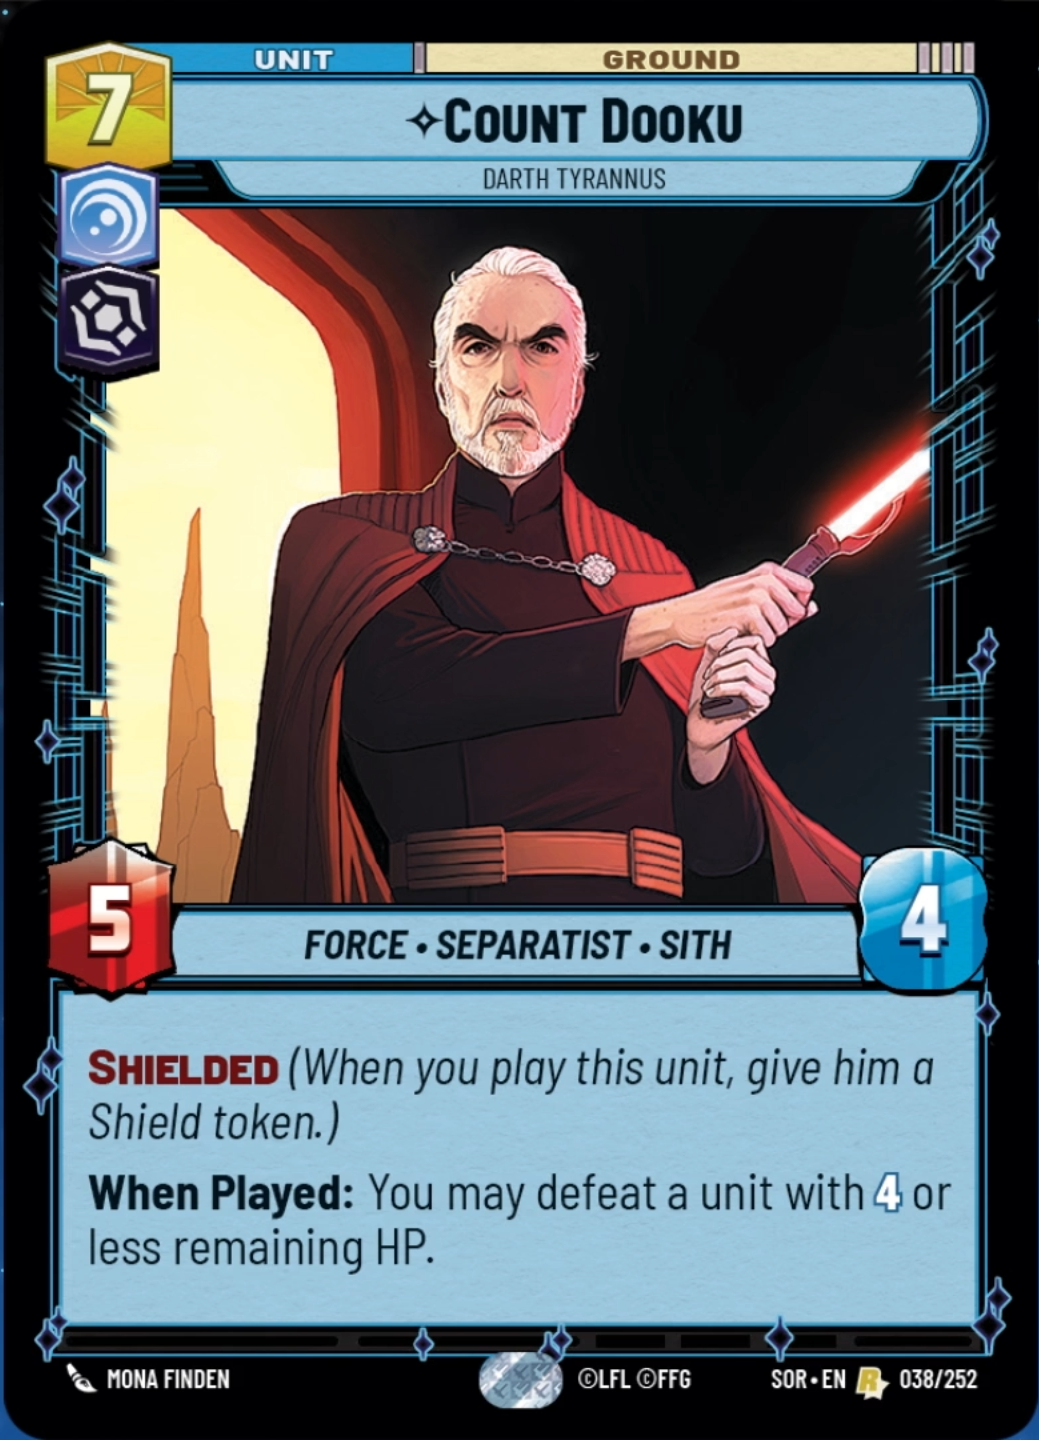 UNIT GROUND
7
COUNT DOOKU
DARTH TYRANNUS
5
4
FORCE • SEPARATIST • SITH
SHIELDED (When you play this unit, give him a
Shield token.)
When Played: You may defeat a unit with 4 or
less remaining HP.
MONA FINDEN ©LFL ©FFG SOR • EN R 038/252